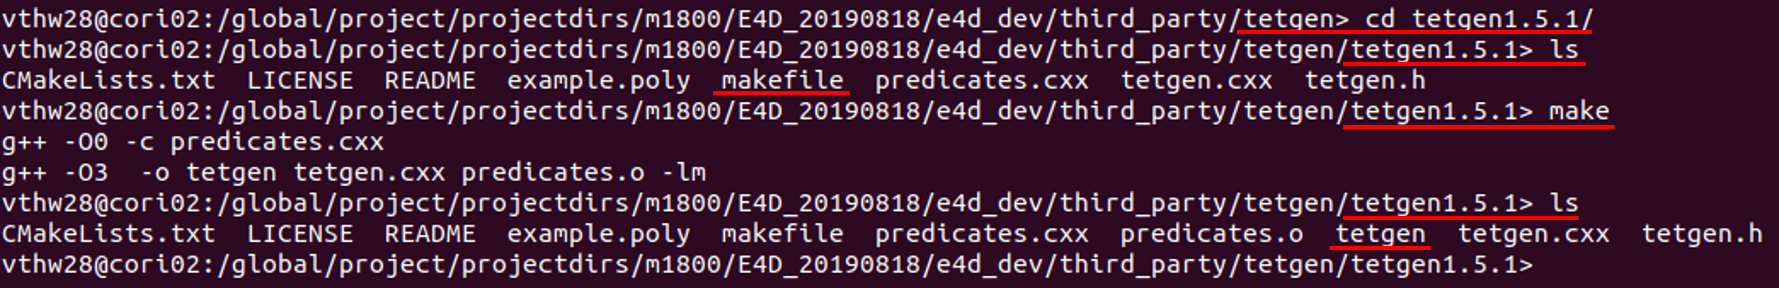 vthw28@cori02:/global/project/projectdirs/m1800/E4D_20190818/e4d_dev/third_party/tetgen> cd tetgen1.5.1/
vthw28@cori02:/global/project/projectdirs/m1800/E4D_20190818/e4d_dev/third_party/tetgen/tetgen1.5.1> ls
CMakeLists.txt  LICENSE  README  example.poly  makefile  predicates.cxx  tetgen.cxx  tetgen.h
vthw28@cori02:/global/project/projectdirs/m1800/E4D_20190818/e4d_dev/third_party/tetgen/tetgen1.5.1> make
g++ -O0 -c predicates.cxx
g++ -O3  -o tetgen tetgen.cxx predicates.o -lm
vthw28@cori02:/global/project/projectdirs/m1800/E4D_20190818/e4d_dev/third_party/tetgen/tetgen1.5.1> ls
CMakeLists.txt  LICENSE  README  example.poly  makefile  predicates.cxx  predicates.o  tetgen  tetgen.cxx  tetgen.h
vthw28@cori02:/global/project/projectdirs/m1800/E4D_20190818/e4d_dev/third_party/tetgen/tetgen1.5.1>